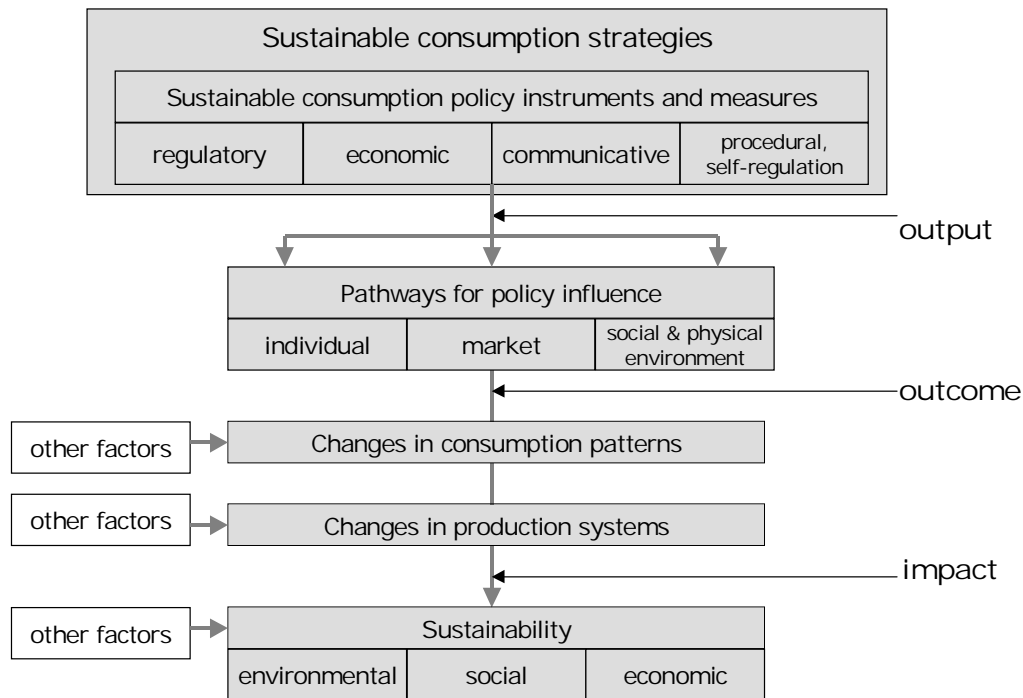 Sustainable consumption strategies
Sustainable consumption policy instruments and measures
regulatory
economic
communicative
procedural,
self-regulation
output
Pathways for policy influence
individual
market
social & physical
environment
outcome
other factors
Changes in consumption patterns
other factors
Changes in production systems
impact
other factors
Sustainability
environmental
social
economic